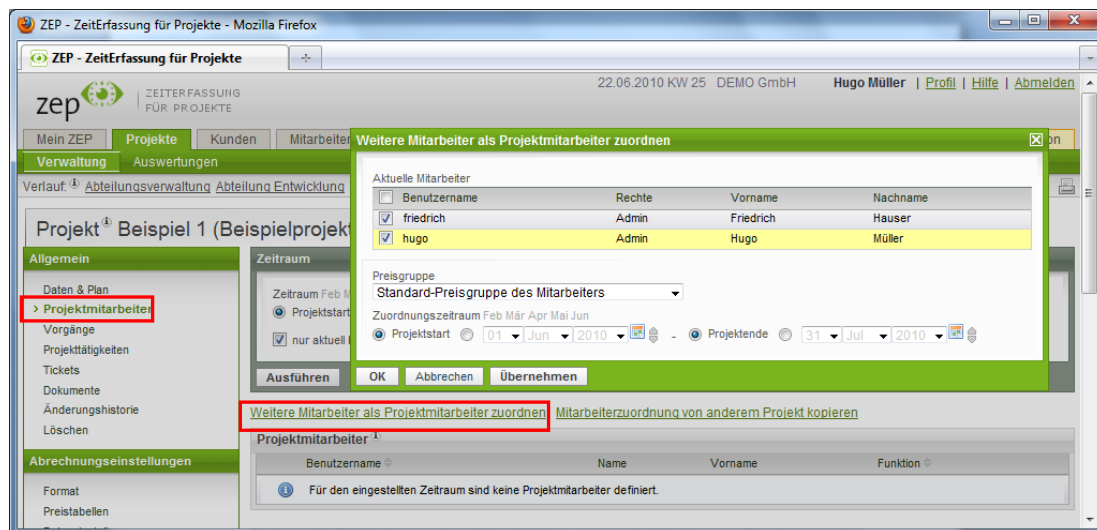 ZEP - ZeitErfassung für Projekte - Mozilla Firefox
ZEP - ZeitErfassung für Projekte
zep ZEITERFASSUNG
FÜR PROJEKTE
22.06.2010 KW 25 DEMO GmbH Hugo Müller | Profil | Hilfe | Abmelden
Mein ZEP Projekte Kunden Mitarbeiter
Verwaltung Auswertungen
Verlauf: Abteilungsverwaltung Abteilung Entwicklung
Projekt Beispiel 1 (Beispielprojekt
Weitere Mitarbeiter als Projektmitarbeiter zuordnen
Aktuelle Mitarbeiter
Benutzername Rechte Vorname Nachname
friedrich Admin Friedrich Hauser
hugo Admin Hugo Müller
Preisgruppe
Standard-Preisgruppe des Mitarbeiters
Zuordnungszeitraum Feb Mär Apr Mai Jun
Projektstart 01 Jun 2010 - Projektende 31 Jul 2010
OK Abbrechen Übernehmen
Allgemein
Daten & Plan
> Projektmitarbeiter
Vorgänge
Projekttätigkeiten
Tickets
Dokumente
Änderungshistorie
Löschen
Abrechnungseinstellungen
Format
Preistabellen
Zeitraum
Zeitraum Feb
Projektstart
nur aktuell
Ausführen
Weitere Mitarbeiter als Projektmitarbeiter zuordnen Mitarbeiterzuordnung von anderem Projekt kopieren
Projektmitarbeiter
Benutzername Name Vorname Funktion
Für den eingestellten Zeitraum sind keine Projektmitarbeiter definiert.